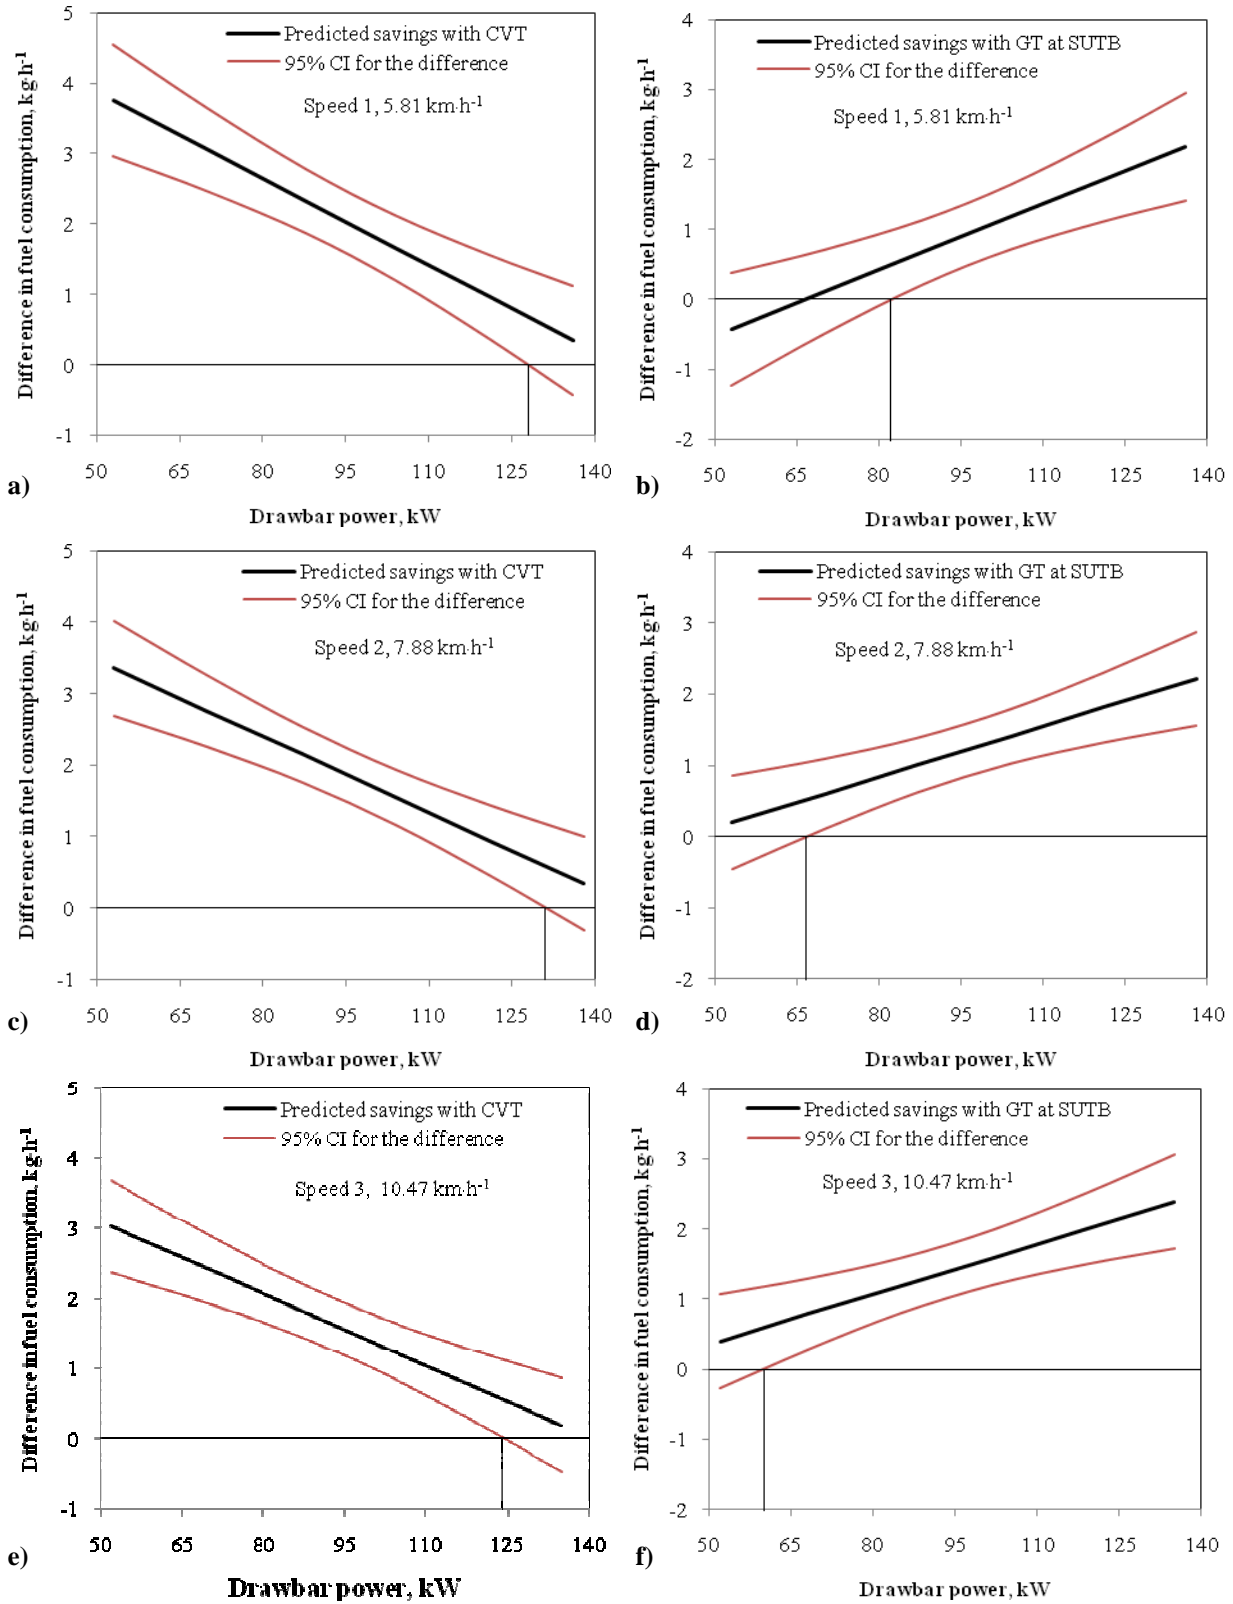 5
4
3
2
1
0
-1
Difference in fuel consumption, kg·h-1
Predicted savings with CVT
95% CI for the difference
Speed 1, 5.81 km·h-1
50 65 80 95 110 125 140
a)
Drawbar power, kW
4
3
2
1
0
-1
-2
Difference in fuel consumption, kg·h-1
Predicted savings with GT at SUTB
95% CI for the difference
Speed 1, 5.81 km·h-1
50 65 80 95 110 125 140
b)
Drawbar power, kW
5
4
3
2
1
0
-1
Difference in fuel consumption, kg·h-1
Predicted savings with CVT
95% CI for the difference
Speed 2, 7.88 km·h-1
50 65 80 95 110 125 140
c)
Drawbar power, kW
4
3
2
1
0
-1
-2
Difference in fuel consumption, kg·h-1
Predicted savings with GT at SUTB
95% CI for the difference
Speed 2, 7.88 km·h-1
50 65 80 95 110 125 140
d)
Drawbar power, kW
5
4
3
2
1
0
-1
Difference in fuel consumption, kg·h-1
Predicted savings with CVT
95% CI for the difference
Speed 3, 10.47 km·h-1
50 65 80 95 110 125 140
e)
Drawbar power, kW
4
3
2
1
0
-1
-2
Difference in fuel consumption, kg·h-1
Predicted savings with GT at SUTB
95% CI for the difference
Speed 3, 10.47 km·h-1
50 65 80 95 110 125 140
f)
Drawbar power, kW